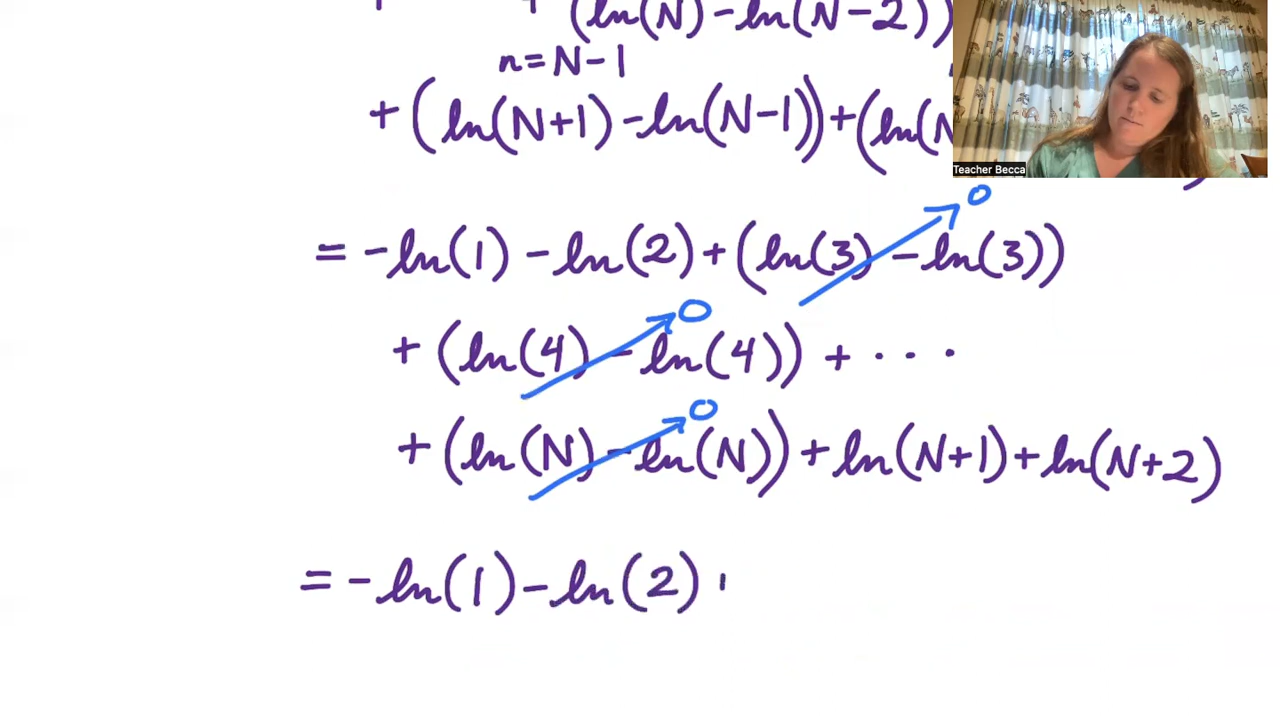 (ln(N)-ln(N-2))
n=N-1
+(ln(N+1)-ln(N-1))+(ln(N
Teacher Becca
=-ln(1)-ln(2)+(ln(3)-ln(3)) 0
+(ln(4)-ln(4)) 0 + ...
+(ln(N)-ln(N)) 0 +ln(N+1)+ln(N+2)
=-ln(1)-ln(2)